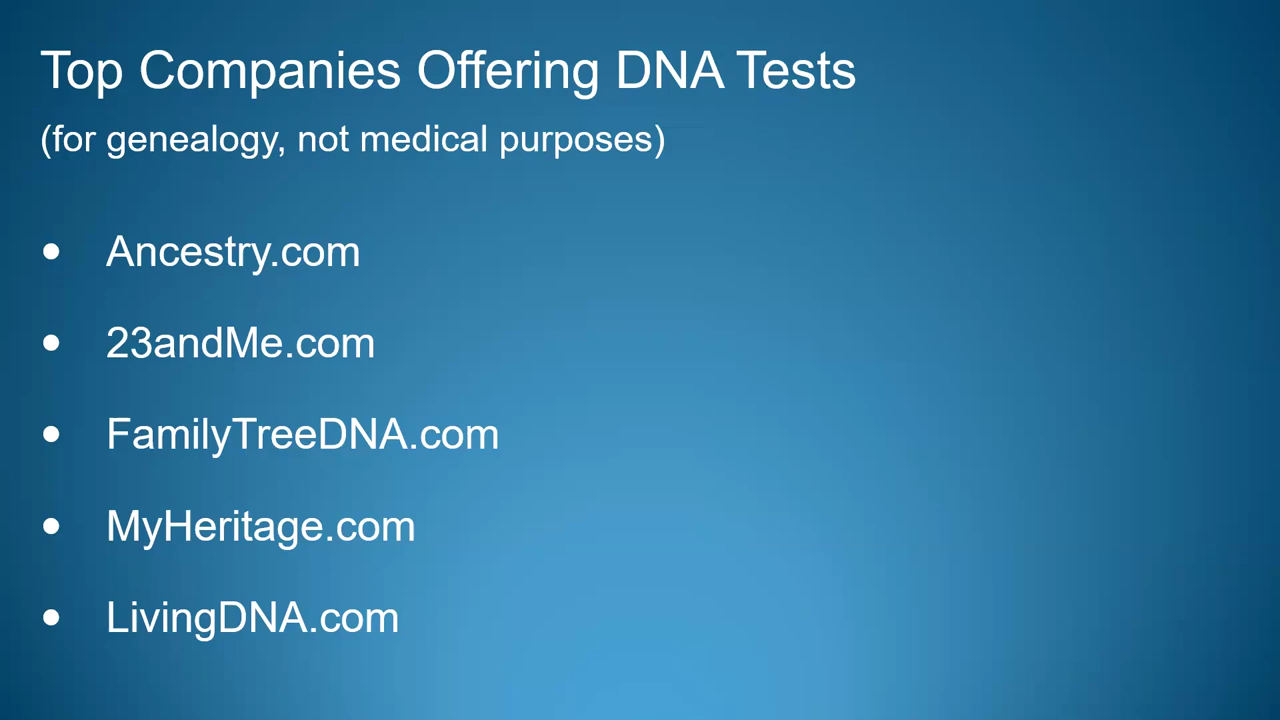 Top Companies Offering DNA Tests
(for genealogy, not medical purposes)
• Ancestry.com
• 23andMe.com
• FamilyTreeDNA.com
• MyHeritage.com
• LivingDNA.com